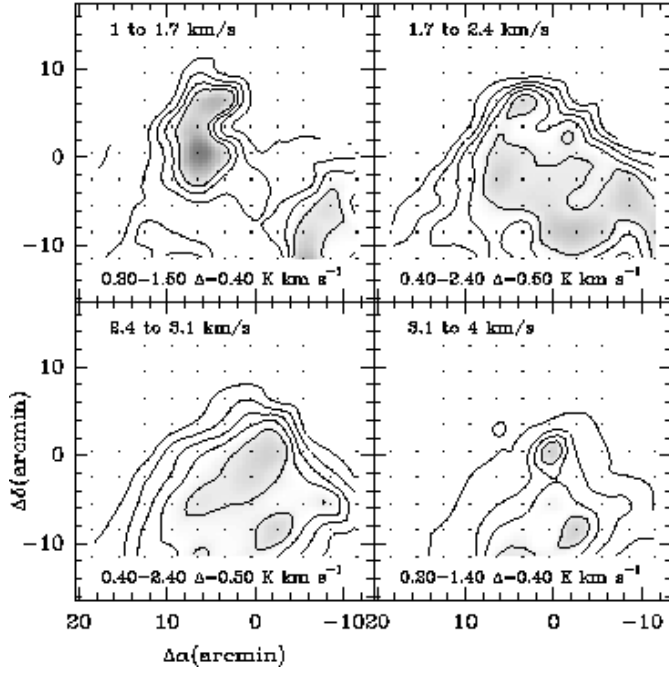 1 to 1.7 km/s
1.7 to 2.4 km/s
10
0
−10
0.30−1.50 Δ=0.40 K km s⁻¹
0.40−2.40 Δ=0.50 K km s⁻¹
2.4 to 3.1 km/s
3.1 to 4 km/s
10
0
−10
Δδ(arcmin)
0.40−2.40 Δ=0.50 K km s⁻¹
0.20−1.40 Δ=0.40 K km s⁻¹
20 10 0 −10 20 10 0 −10
Δα(arcmin)